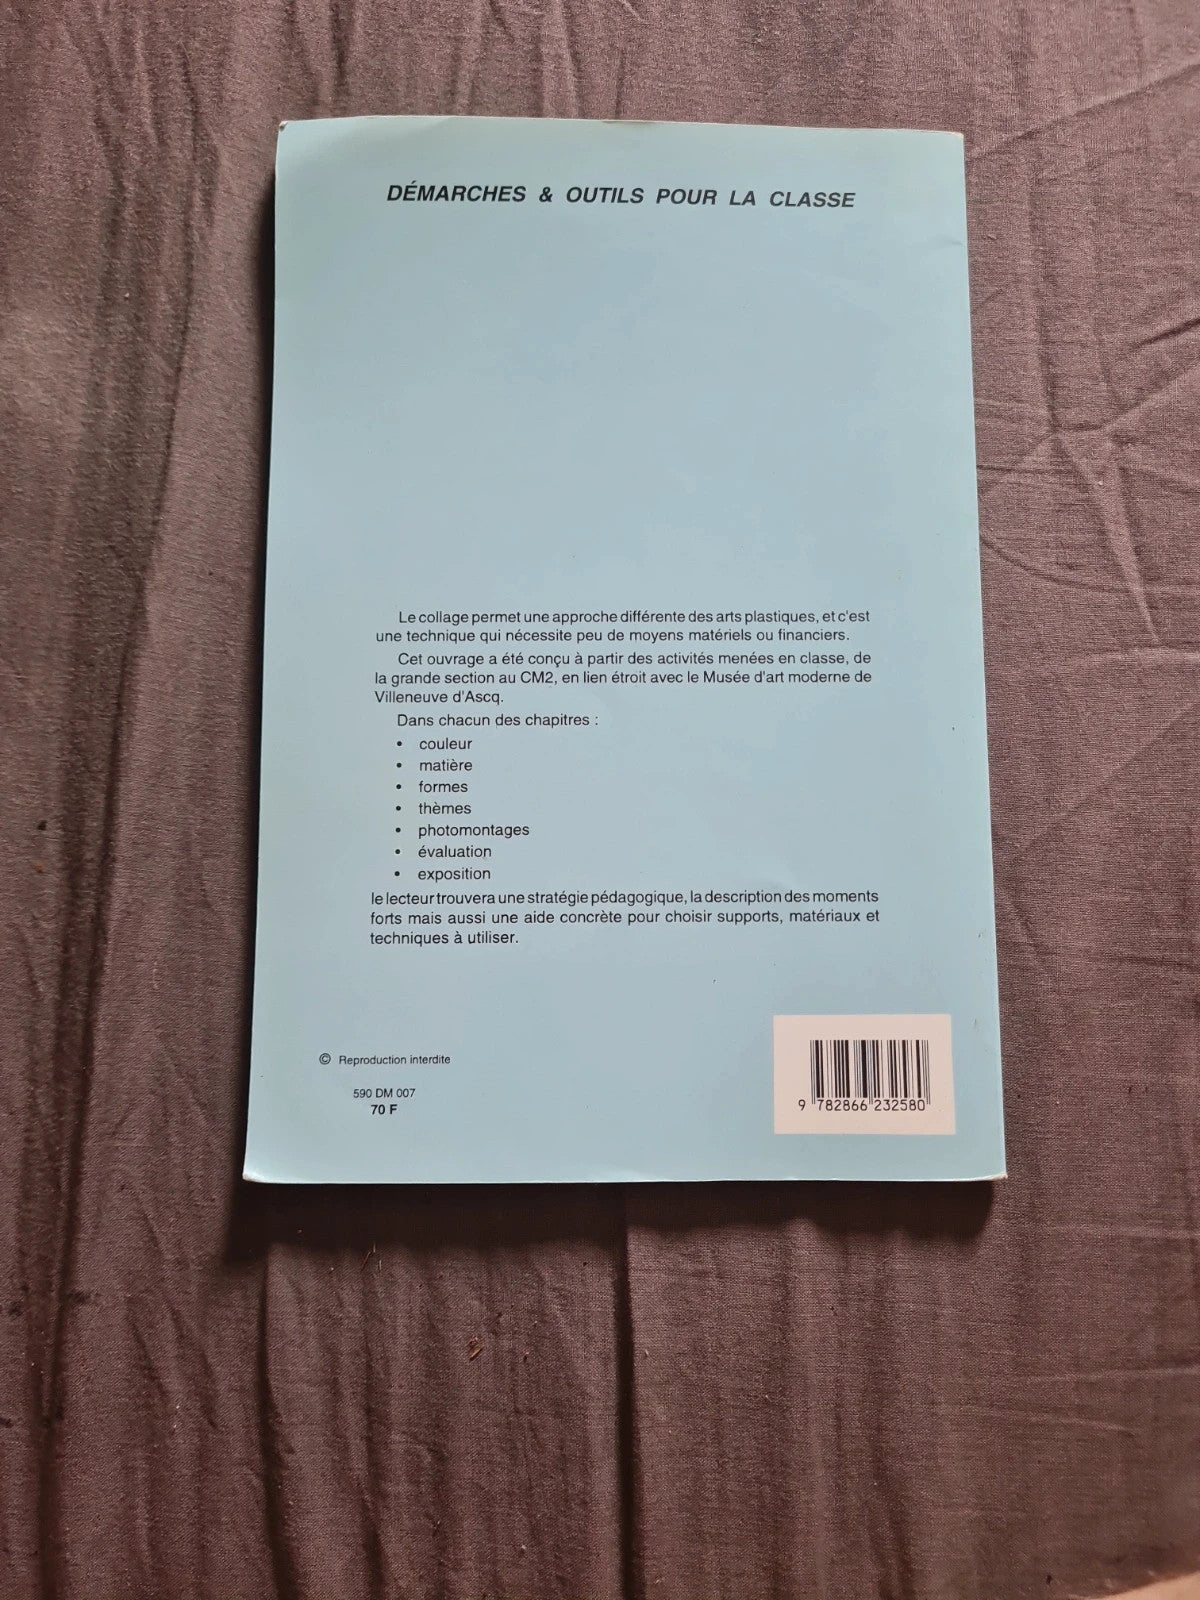 DÉMARCHES & OUTILS POUR LA CLASSE
Le collage permet une approche différente des arts plastiques, et c'est
une technique qui nécessite peu de moyens matériels ou financiers.
Cet ouvrage a été conçu à partir des activités menées en classe, de
la grande section au CM2, en lien étroit avec le Musée d'art moderne de
Villeneuve d'Ascq.
Dans chacun des chapitres :
• couleur
• matière
• formes
• thèmes
• photomontages
• évaluation
• exposition
le lecteur trouvera une stratégie pédagogique, la description des moments
forts mais aussi une aide concrète pour choisir supports, matériaux et
techniques à utiliser.
© Reproduction interdite
590 DM 007
70 F
9 782866 232580